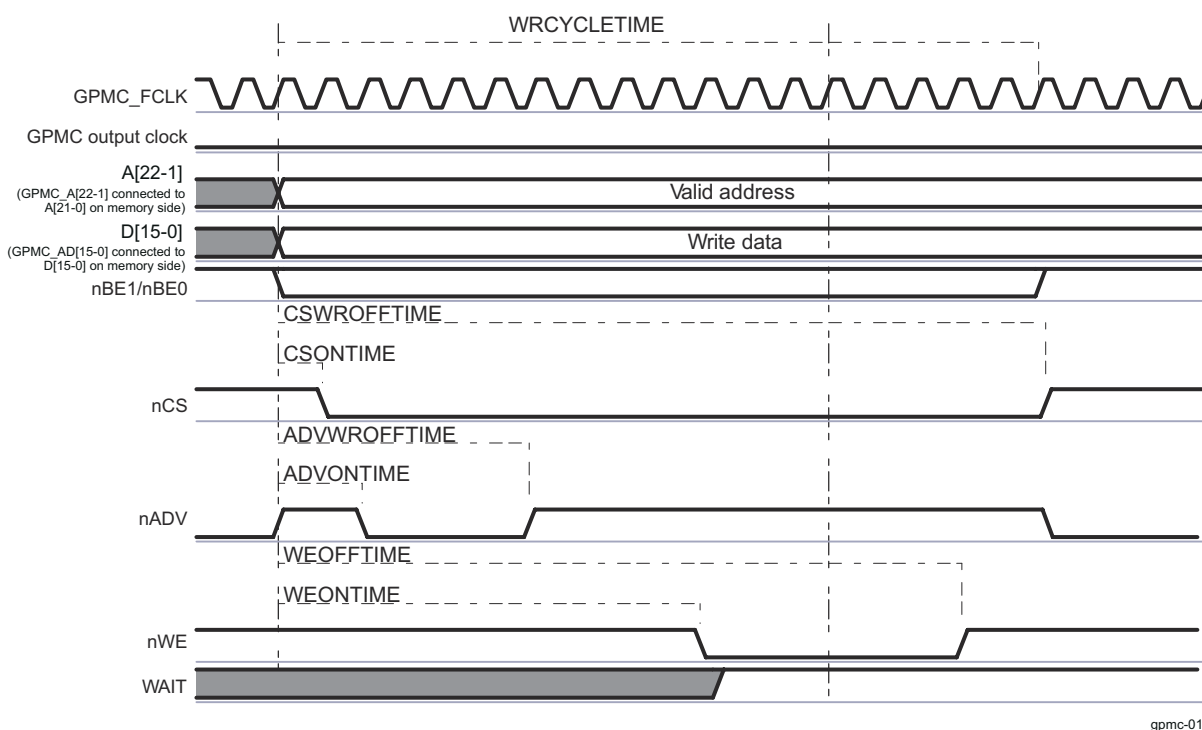 WRCYCLETIME
GPMC_FCLK
GPMC output clock
A[22-1]
(GPMC_A[22-1] connected to
A[21-0] on memory side)
Valid address
D[15-0]
(GPMC_AD[15-0] connected to
D[15-0] on memory side)
Write data
nBE1/nBE0
CSWROFFTIME
CSONTIME
nCS
ADVWROFFTIME
ADVONTIME
nADV
WEOFFTIME
WEONTIME
nWE
WAIT
gpmc-01